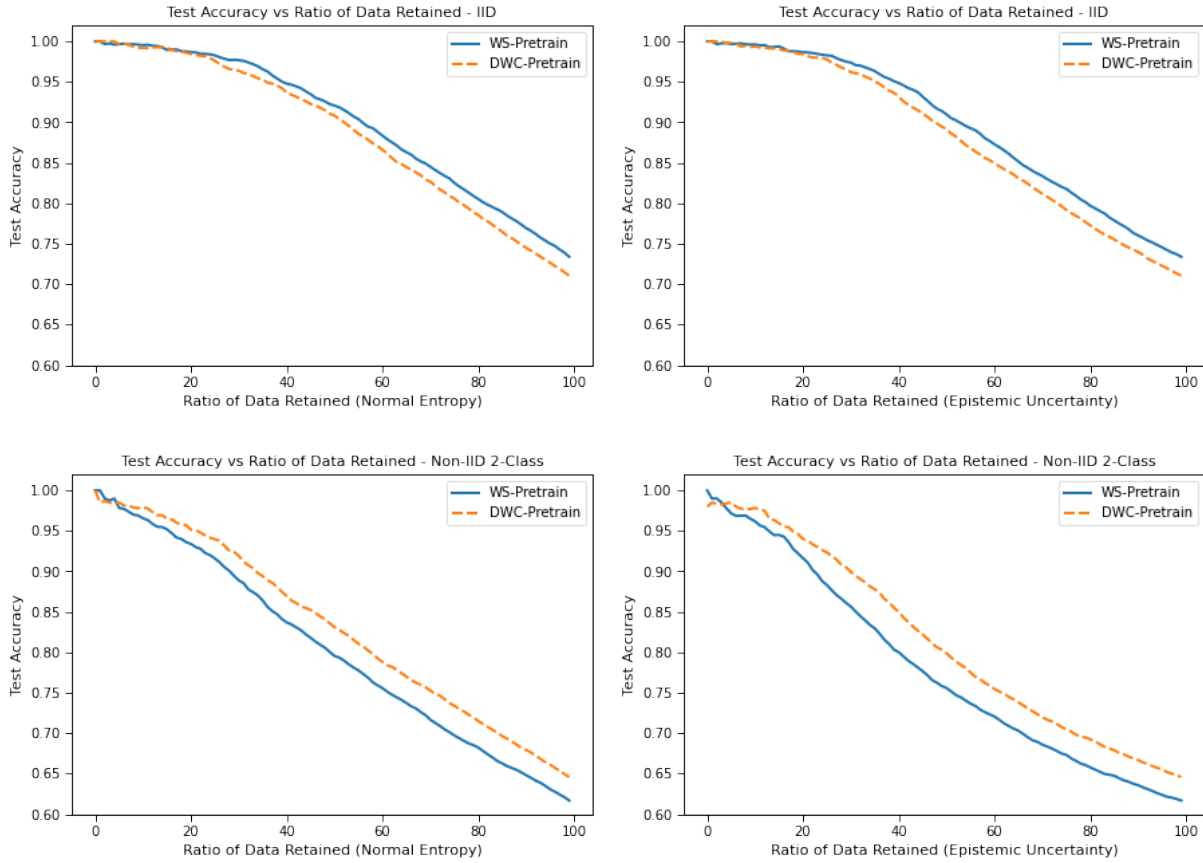 Test Accuracy vs Ratio of Data Retained - IID
WS-Pretrain
DWC-Pretrain
1.00
0.95
0.90
0.85
0.80
0.75
0.70
0.65
0.60
Test Accuracy
0 20 40 60 80 100
Ratio of Data Retained (Normal Entropy)
Test Accuracy vs Ratio of Data Retained - IID
WS-Pretrain
DWC-Pretrain
1.00
0.95
0.90
0.85
0.80
0.75
0.70
0.65
0.60
Test Accuracy
0 20 40 60 80 100
Ratio of Data Retained (Epistemic Uncertainty)
Test Accuracy vs Ratio of Data Retained - Non-IID 2-Class
WS-Pretrain
DWC-Pretrain
1.00
0.95
0.90
0.85
0.80
0.75
0.70
0.65
0.60
Test Accuracy
0 20 40 60 80 100
Ratio of Data Retained (Normal Entropy)
Test Accuracy vs Ratio of Data Retained - Non-IID 2-Class
WS-Pretrain
DWC-Pretrain
1.00
0.95
0.90
0.85
0.80
0.75
0.70
0.65
0.60
Test Accuracy
0 20 40 60 80 100
Ratio of Data Retained (Epistemic Uncertainty)